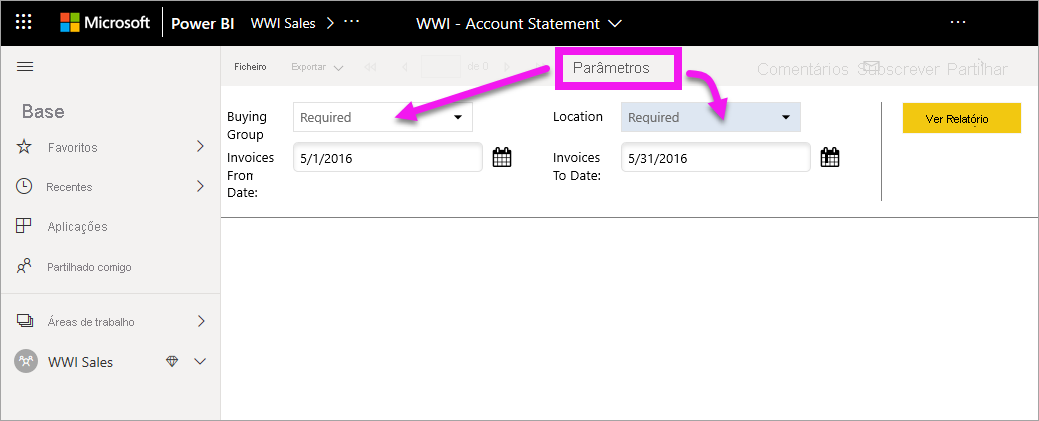 Microsoft Power BI WWI Sales > ... WWI - Account Statement ...
Ficheiro Exportar de 0 Parâmetros Comentários Subscrever Partilhar
Base
Favoritos
Recentes
Aplicações
Partilhado comigo
Áreas de trabalho
WWI Sales
Buying
Group
Required
Location
Required
Ver Relatório
Invoices
From
Date:
5/1/2016
Invoices
To Date:
5/31/2016